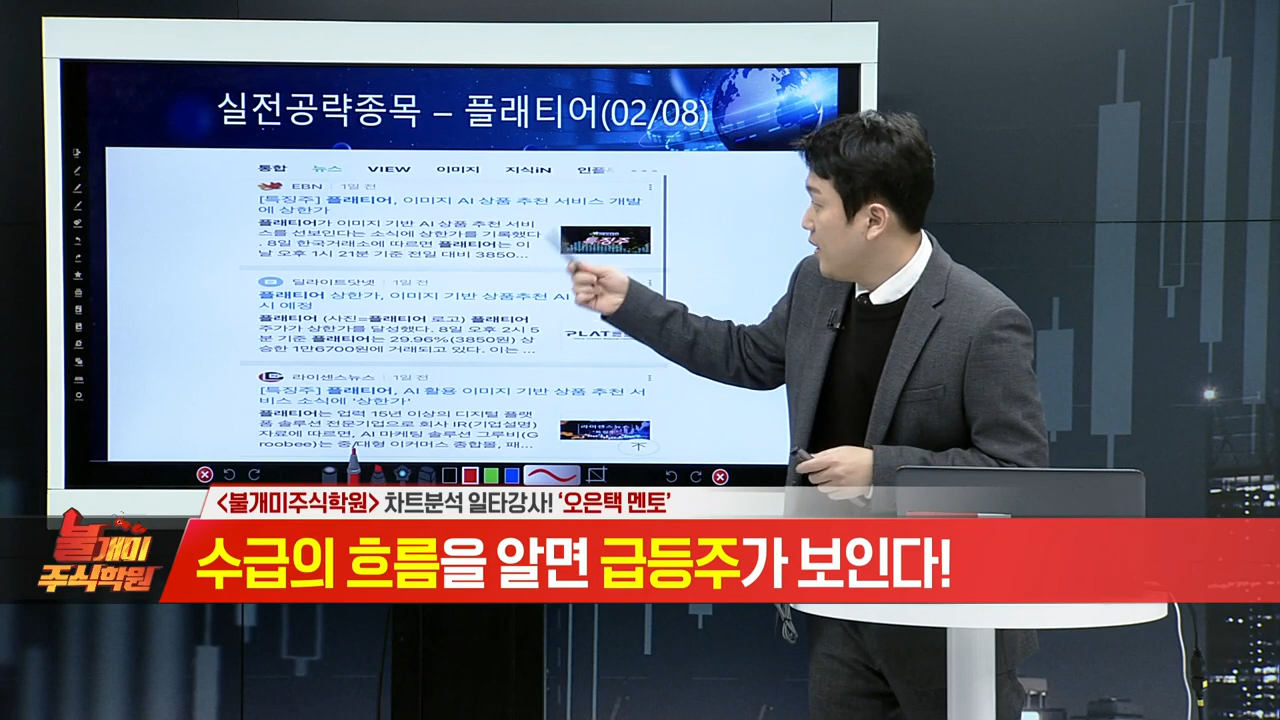 실전공략종목 – 플래티어(02/08)
통합 뉴스 VIEW 이미지 지식iN 인플
EBN 1일 전
[특징주] 플래티어, 이미지 AI 상품 추천 서비스 개발
에 상한가
플래티어가 이미지 기반 AI 상품 추천 서비
스를 선보인다는 소식에 상한가를 기록했다
. 8일 한국거래소에 따르면 플래티어는 이
날 오후 1시 21분 기준 전일 대비 3850...
특징주
딜라이트닷넷 1일 전
플래티어 상한가, 이미지 기반 상품추천 AI
시 예정
플래티어 (사진=플래티어 로고) 플래티어
주가가 상한가를 달성했다. 8일 오후 2시 5
분 기준 플래티어는 29.96%(3850원) 상
승한 1만6700원에 거래되고 있다. 이는 ...
PLATE
라이센스뉴스 1일 전
[특징주] 플래티어, AI 활용 이미지 기반 상품 추천 서
비스 소식에 '상한가'
플래티어는 업력 15년 이상의 디지털 플랫
폼 솔루션 전문기업으로 회사 IR(기업설명)
자료에 따르면, AI 마케팅 솔루션 그루비(G
roobee)는 중/대형 이커머스 종합몰, 패...
<불개미주식학원> 차트분석 일타강사! ‘오은택 멘토’
불개미
주식학원
수급의 흐름을 알면 급등주가 보인다!